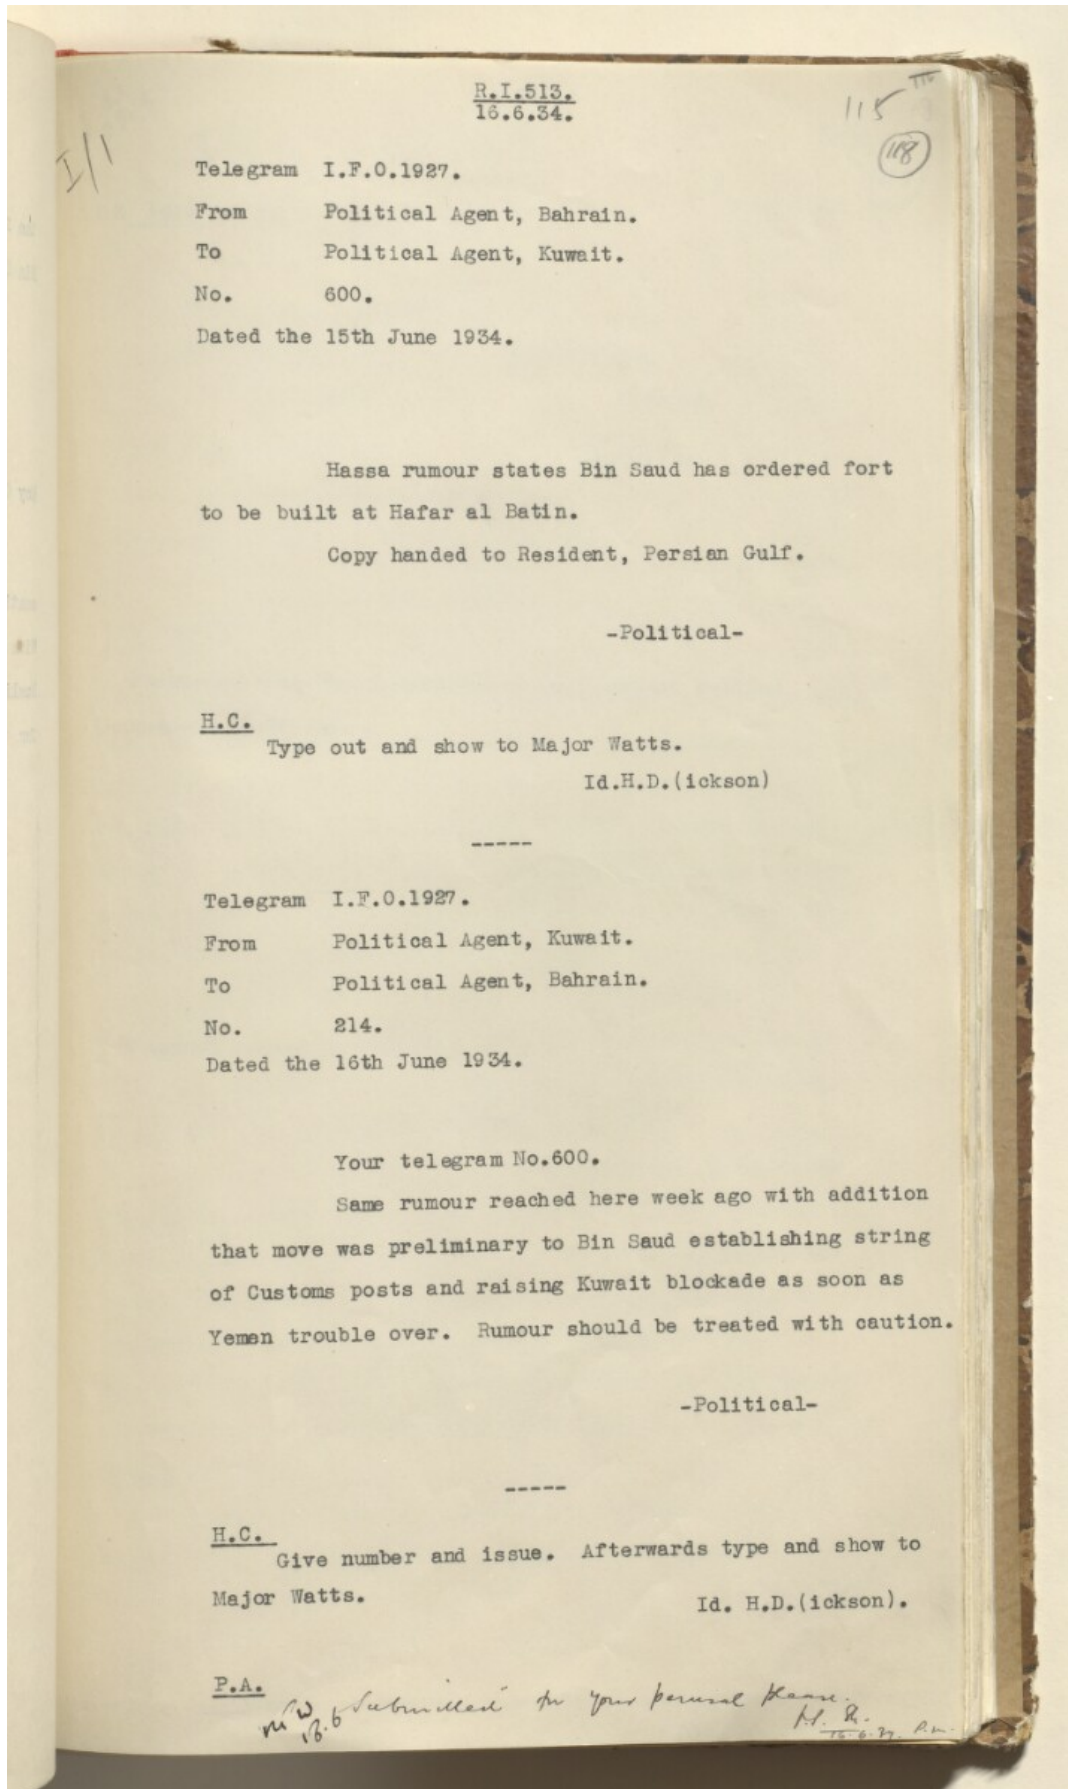 R.I.513.
16.6.34.
115
118
I/1
Telegram I.F.O.1927.
From Political Agent, Bahrain.
To Political Agent, Kuwait.
No. 600.
Dated the 15th June 1934.
Hassa rumour states Bin Saud has ordered fort
to be built at Hafar al Batin.
Copy handed to Resident, Persian Gulf.
-Political-
H.C.
Type out and show to Major Watts.
Id.H.D.(ickson)
-----
Telegram I.F.O.1927.
From Political Agent, Kuwait.
To Political Agent, Bahrain.
No. 214.
Dated the 16th June 1934.
Your telegram No.600.
Same rumour reached here week ago with addition
that move was preliminary to Bin Saud establishing string
of Customs posts and raising Kuwait blockade as soon as
Yemen trouble over. Rumour should be treated with caution.
-Political-
-----
H.C.
Give number and issue. Afterwards type and show to
Major Watts.
Id. H.D.(ickson).
P.A.
Submitted for your perusal please.